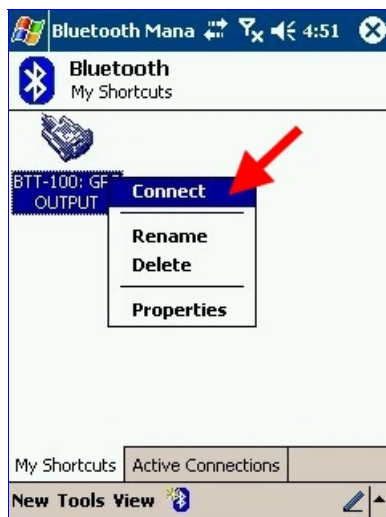 Bluetooth Mana 4:51
Bluetooth
My Shortcuts
BTT-100:
OUTPUT
Connect
Rename
Delete
Properties
My Shortcuts Active Connections
New Tools View